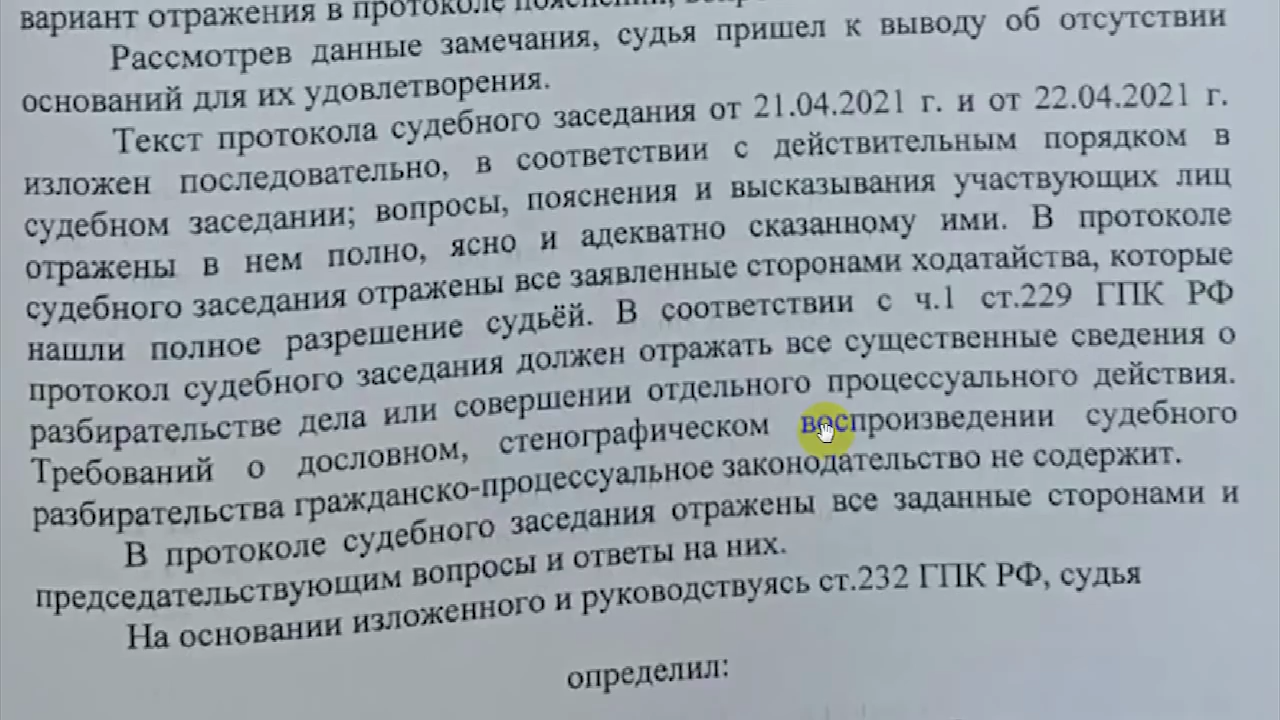 вариант отражения в протоколе
Рассмотрев данные замечания, судья пришел к выводу об отсутствии
оснований для их удовлетворения.
Текст протокола судебного заседания от 21.04.2021 г. и от 22.04.2021 г.
изложен последовательно, в соответствии с действительным порядком в
судебном заседании; вопросы, пояснения и высказывания участвующих лиц
отражены в нем полно, ясно и адекватно сказанному ими. В протоколе
судебного заседания отражены все заявленные сторонами ходатайства, которые
нашли полное разрешение судьёй. В соответствии с ч.1 ст.229 ГПК РФ
протокол судебного заседания должен отражать все существенные сведения о
разбирательстве дела или совершении отдельного процессуального действия.
Требований о дословном, стенографическом воспроизведении судебного
разбирательства гражданско-процессуальное законодательство не содержит.
В протоколе судебного заседания отражены все заданные сторонами и
председательствующим вопросы и ответы на них.
На основании изложенного и руководствуясь ст.232 ГПК РФ, судья
определил: